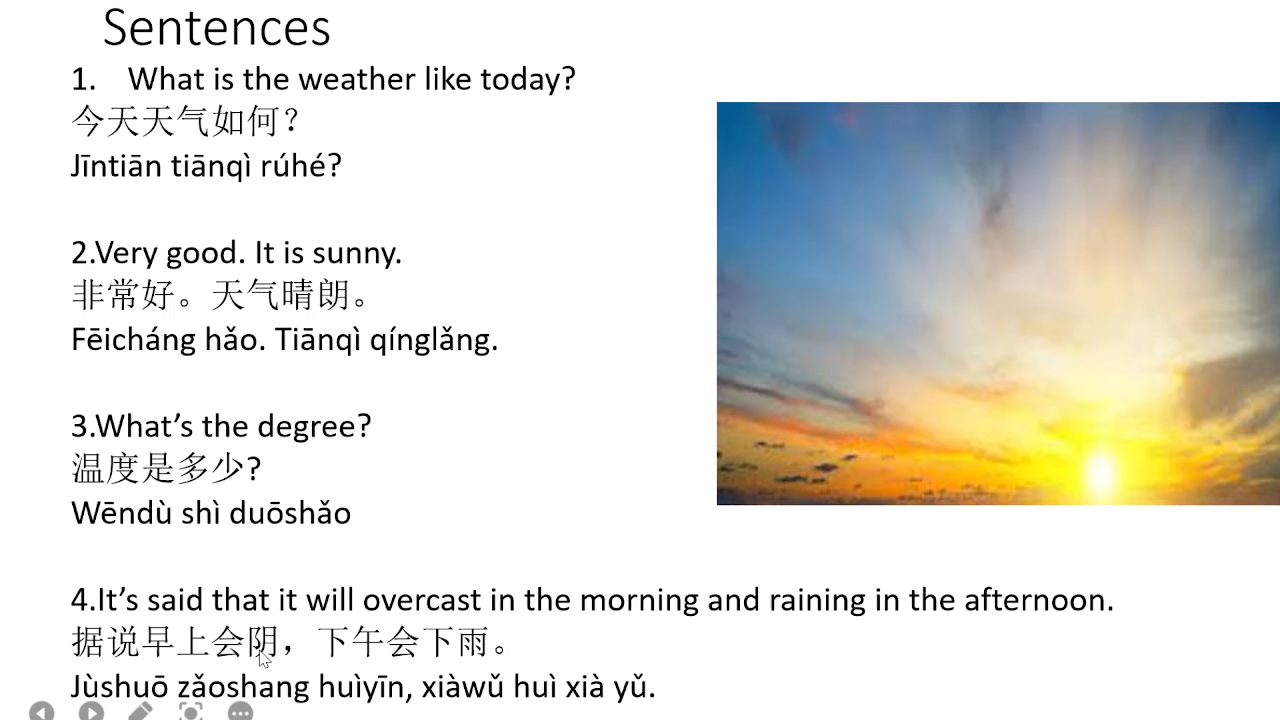 Sentences
1. What is the weather like today?
今天天气如何？
Jīntiān tiānqì rúhé?
2.Very good. It is sunny.
非常好。天气晴朗。
Fēicháng hǎo. Tiānqì qínglǎng.
3.What’s the degree?
温度是多少?
Wēndù shì duōshǎo
4.It’s said that it will overcast in the morning and raining in the afternoon.
据说早上会阴，下午会下雨。
Jùshuō zǎoshang huìyīn, xiàwǔ huì xià yǔ.